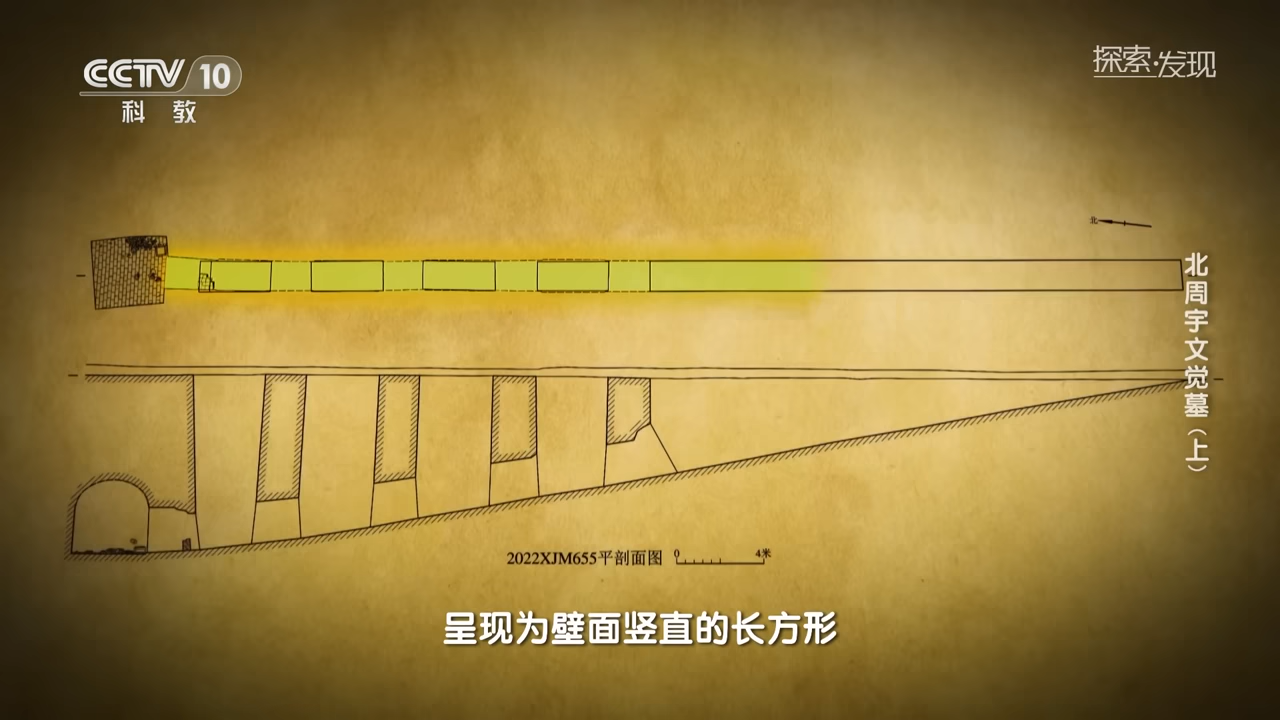 CCTV 10
科教
探索·发现
北
北周宇文觉墓（上）
2022XJM655平剖面图
0 4米
呈现为壁面竖直的长方形